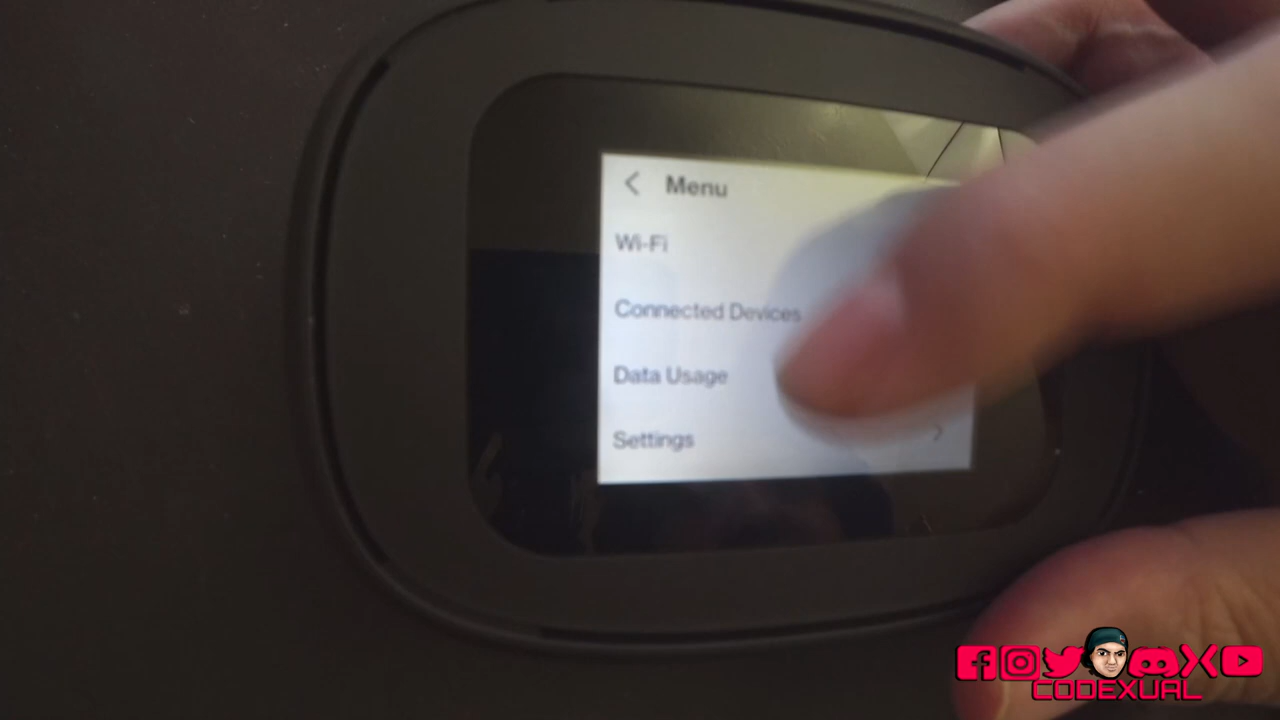 Menu
Wi-Fi
Connected Devices
Data Usage
Settings
CODEXUAL